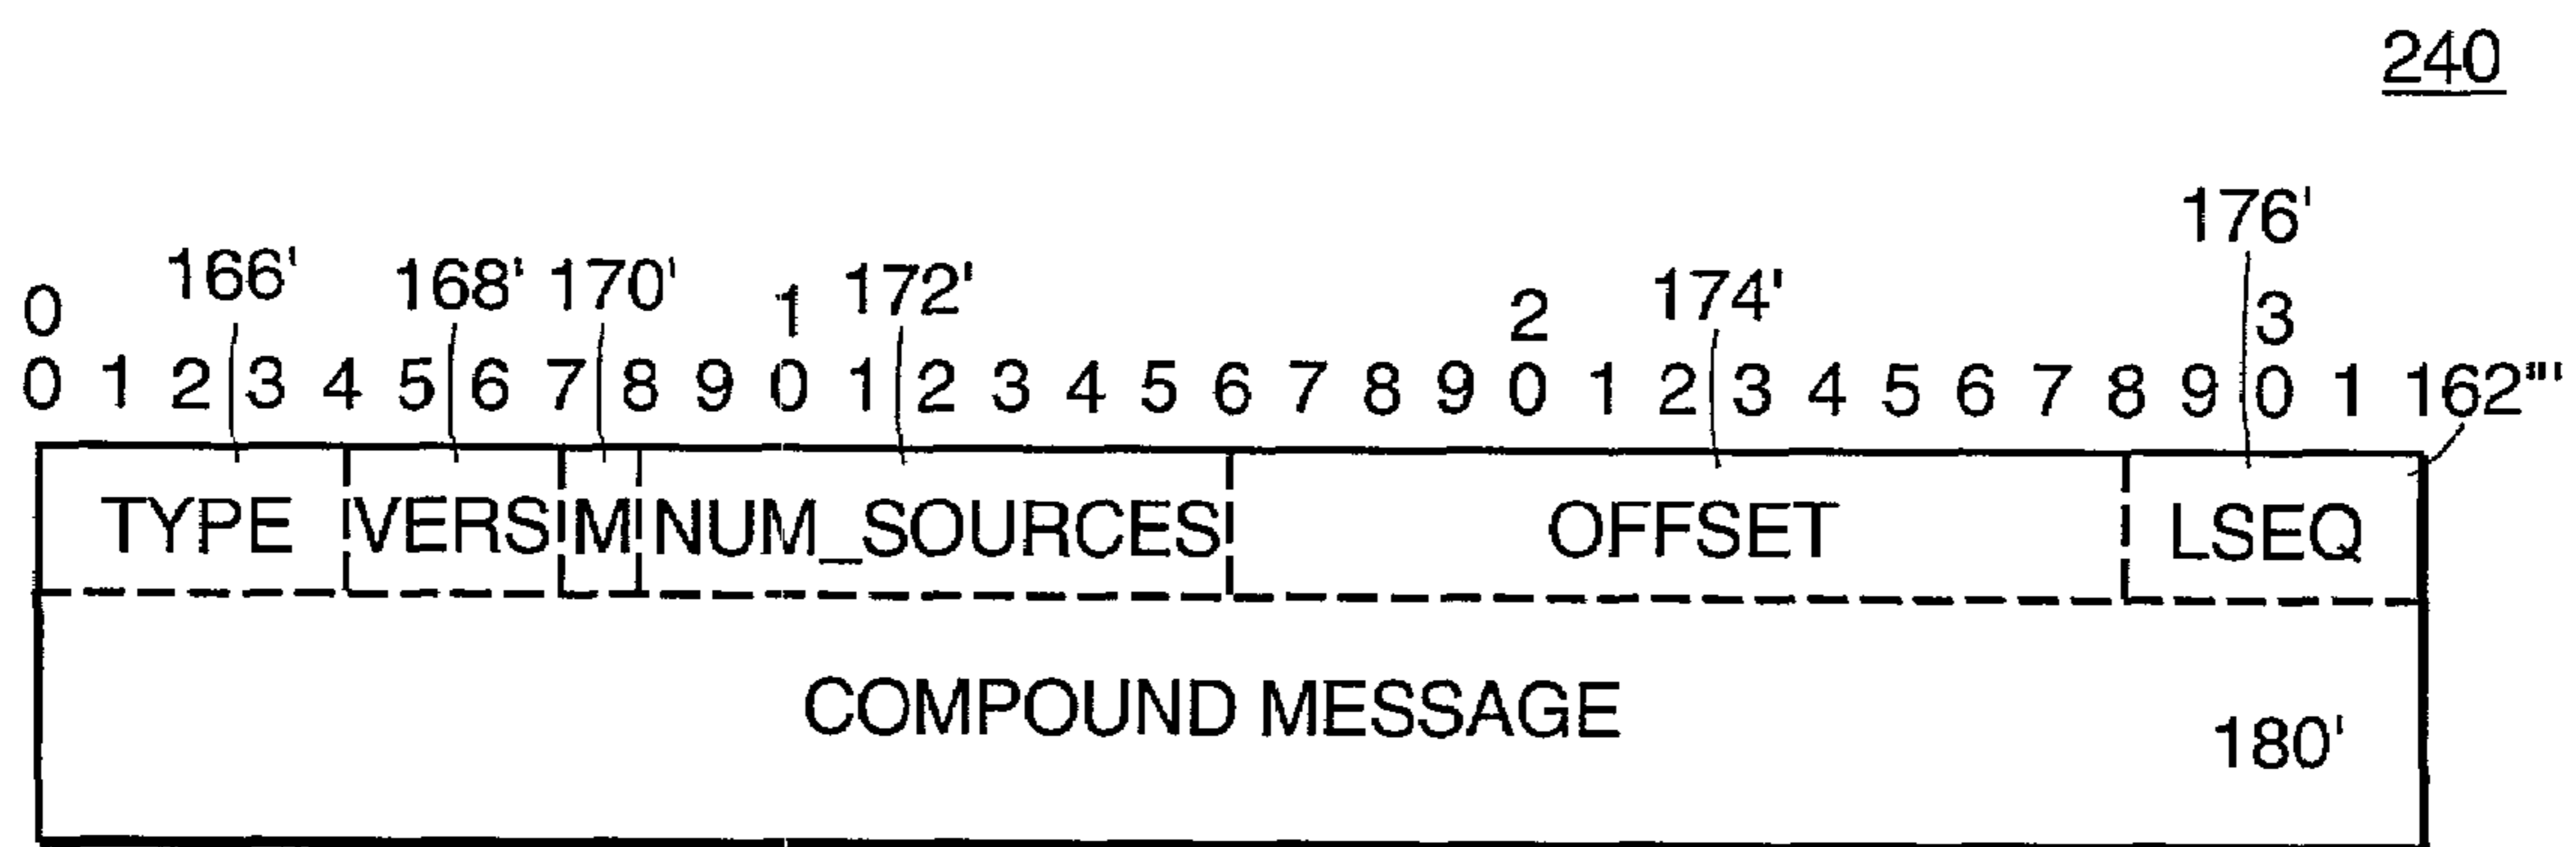 240
176'
166' 168' 170' 172' 174'
0 1 2 3
0 1 2 3 4 5 6 7 8 9 0 1 2 3 4 5 6 7 8 9 0 1 2 3 4 5 6 7 8 9 0 1 162'''
TYPE VERS M NUM_SOURCES OFFSET LSEQ
COMPOUND MESSAGE
180'